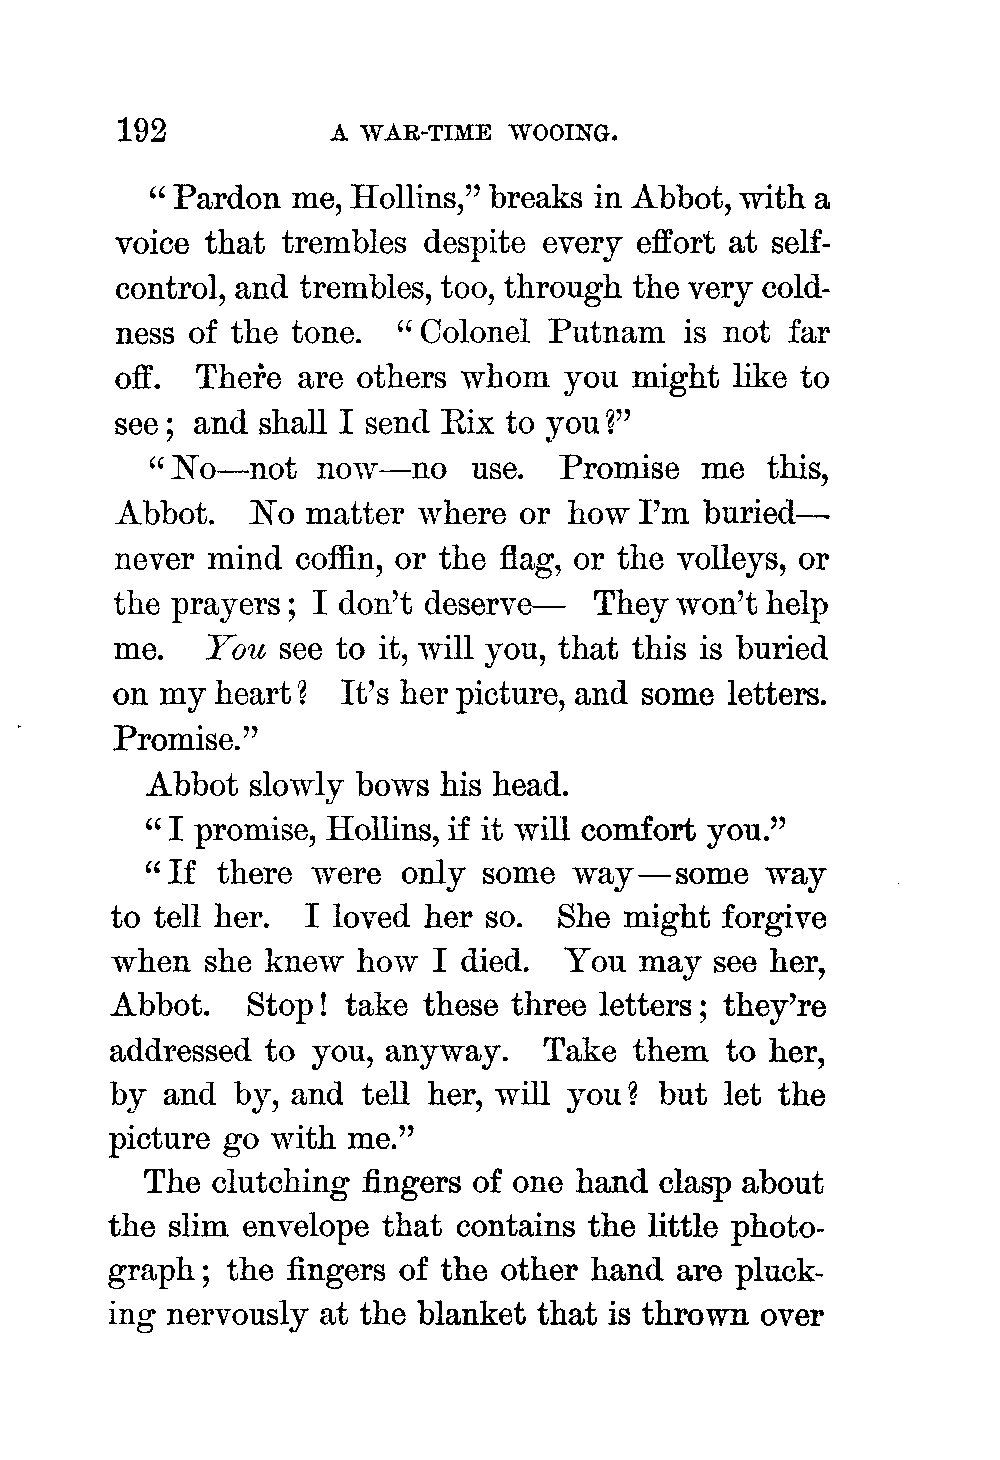 192 A WAR-TIME WOOING.
“Pardon me, Hollins,” breaks in Abbot, with a
voice that trembles despite every effort at self-
control, and trembles, too, through the very cold-
ness of the tone. “Colonel Putnam is not far
off. There are others whom you might like to
see; and shall I send Rix to you?”
“No—not now—no use. Promise me this,
Abbot. No matter where or how I’m buried—
never mind coffin, or the flag, or the volleys, or
the prayers; I don’t deserve— They won’t help
me. You see to it, will you, that this is buried
on my heart? It’s her picture, and some letters.
Promise.”
Abbot slowly bows his head.
“I promise, Hollins, if it will comfort you.”
“If there were only some way—some way
to tell her. I loved her so. She might forgive
when she knew how I died. You may see her,
Abbot. Stop! take these three letters; they’re
addressed to you, anyway. Take them to her,
by and by, and tell her, will you? but let the
picture go with me.”
The clutching fingers of one hand clasp about
the slim envelope that contains the little photo-
graph; the fingers of the other hand are pluck-
ing nervously at the blanket that is thrown over